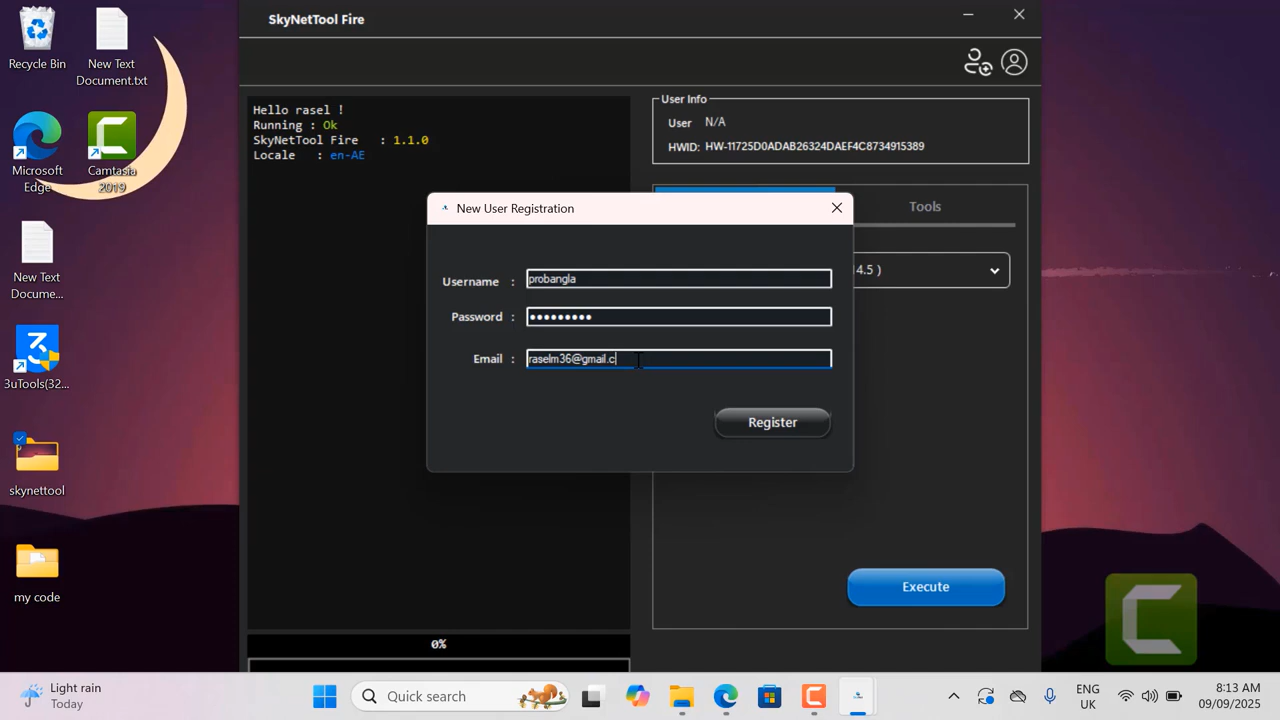 SkyNetTool Fire
Recycle Bin
New Text
Document.txt
Microsoft
Edge
Camtasia
2019
New Text
Docume...
3uTools(32...
skynettool
my code
Hello rasel !
Running : Ok
SkyNetTool Fire : 1.1.0
Locale : en-AE
User Info
User N/A
HWID: HW-11725D0ADAB26324DAEF4C8734915389
Tools
4.5 )
New User Registration
Username : probangla
Password : •••••••••
Email : raselm36@gmail.c
Register
Execute
0%
Light rain
Today
Quick search
ENG
UK
8:13 AM
09/09/2025